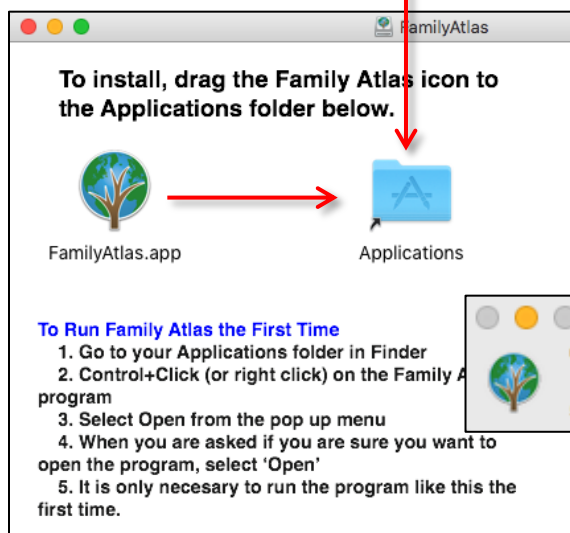 FamilyAtlas
To install, drag the Family Atlas icon to
the Applications folder below.
FamilyAtlas.app
Applications
To Run Family Atlas the First Time
1. Go to your Applications folder in Finder
2. Control+Click (or right click) on the Family A
program
3. Select Open from the pop up menu
4. When you are asked if you are sure you want to
open the program, select ‘Open’
5. It is only necesary to run the program like this the
first time.